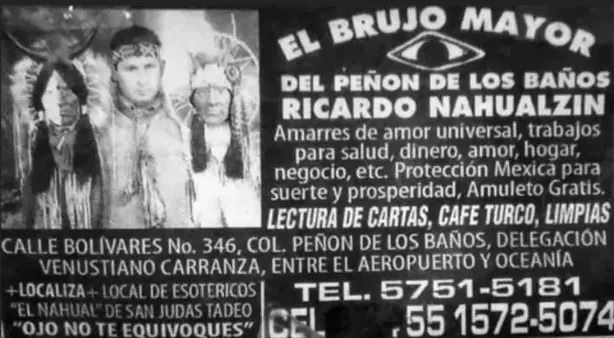 EL BRUJO MAYOR
DEL PEÑON DE LOS BAÑOS
RICARDO NAHUALZIN
Amarres de amor universal, trabajos
para salud, dinero, amor, hogar,
negocio, etc. Protección Mexica para
suerte y prosperidad, Amuleto Gratis.
LECTURA DE CARTAS, CAFE TURCO, LIMPIAS
CALLE BOLÍVARES No. 346, COL. PEÑON DE LOS BAÑOS, DELEGACIÓN
VENUSTIANO CARRANZA, ENTRE EL AEROPUERTO Y OCEANÍA
+LOCALIZA+ LOCAL DE ESOTERICOS
"EL NAHUAL" DE SAN JUDAS TADEO
"OJO NO TE EQUIVOQUES"
TEL. 5751-5181
CEL. 55 1572-5074